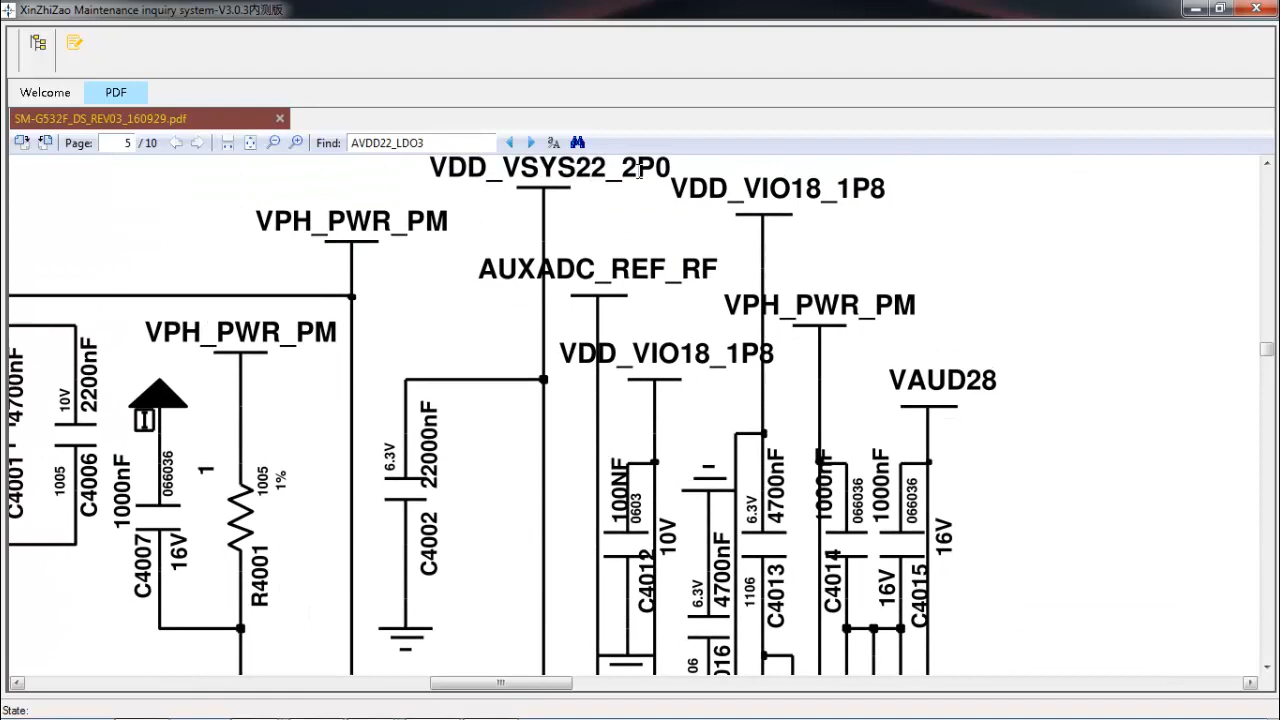 XinZhiZao Maintenance inquiry system-V3.0.3内测版
Welcome PDF
SM-G532F_DS_REV03_160929.pdf
Page: 5 / 10 Find: AVDD22_LDO3
VDD_VSYS22_2P0
VDD_VIO18_1P8
VPH_PWR_PM
AUXADC_REF_RF
VPH_PWR_PM
VPH_PWR_PM
VDD_VIO18_1P8
VAUD28
4700nF
C4001
10V
2200nF
1005
C4006
1000nF
066036
C4007
16V
1
1005
1%
R4001
6.3V
22000nF
C4002
100NF
0603
10V
C4012
6.3V
4700nF
016
06
6.3V
4700nF
1106
C4013
1000nF
066036
C4014
1000nF
066036
16V
C4015
16V
State: